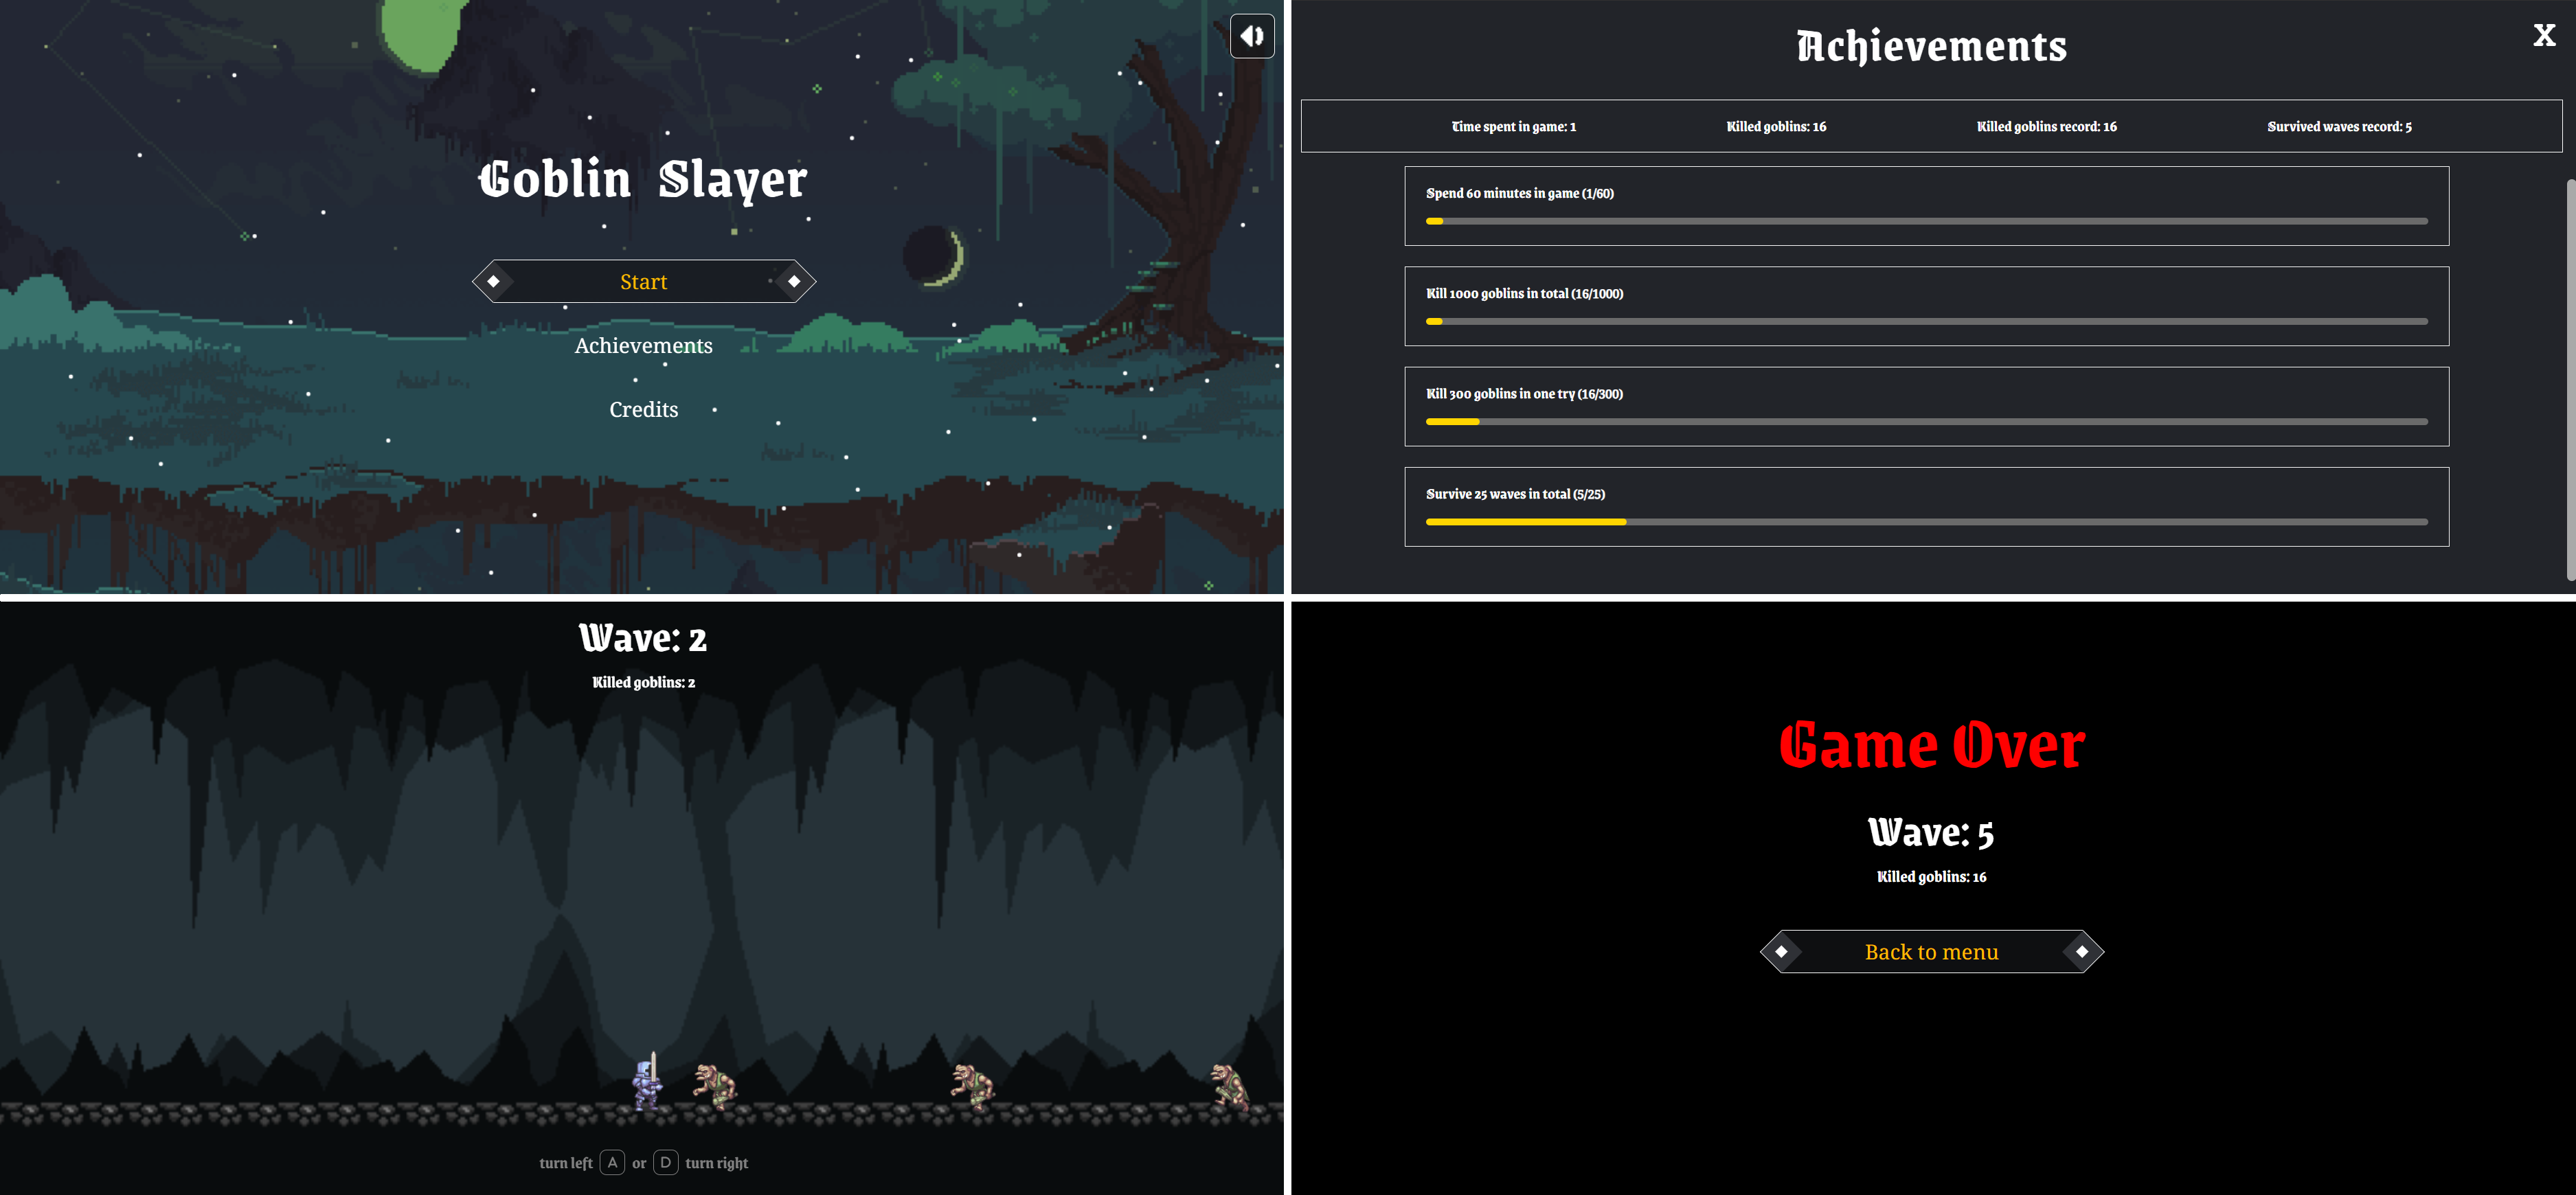 Goblin Slayer
Start
Achievements
Credits
Achievements
X
Time spent in game: 1
Killed goblins: 16
Killed goblins record: 16
Survived waves record: 5
Spend 60 minutes in game (1/60)
Kill 1000 goblins in total (16/1000)
Kill 300 goblins in one try (16/300)
Survive 25 waves in total (5/25)
Wave: 2
Killed goblins: 2
turn left A or D turn right
Game Over
Wave: 5
Killed goblins: 16
Back to menu